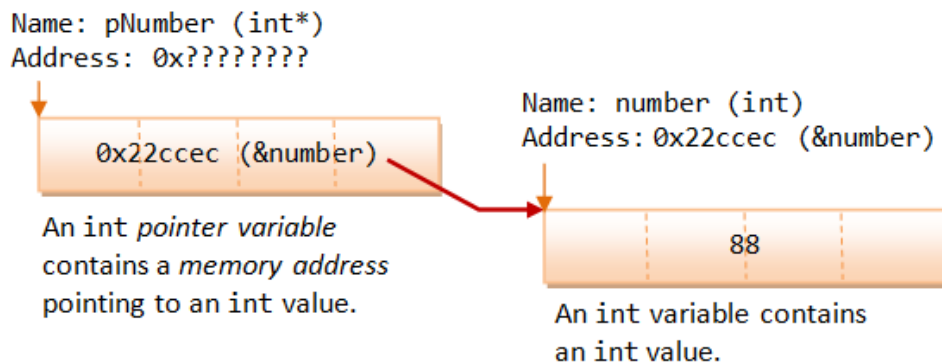 Name: pNumber (int*)
Address: 0x????????
0x22ccec (&number)
An int pointer variable
contains a memory address
pointing to an int value.
Name: number (int)
Address: 0x22ccec (&number)
88
An int variable contains
an int value.